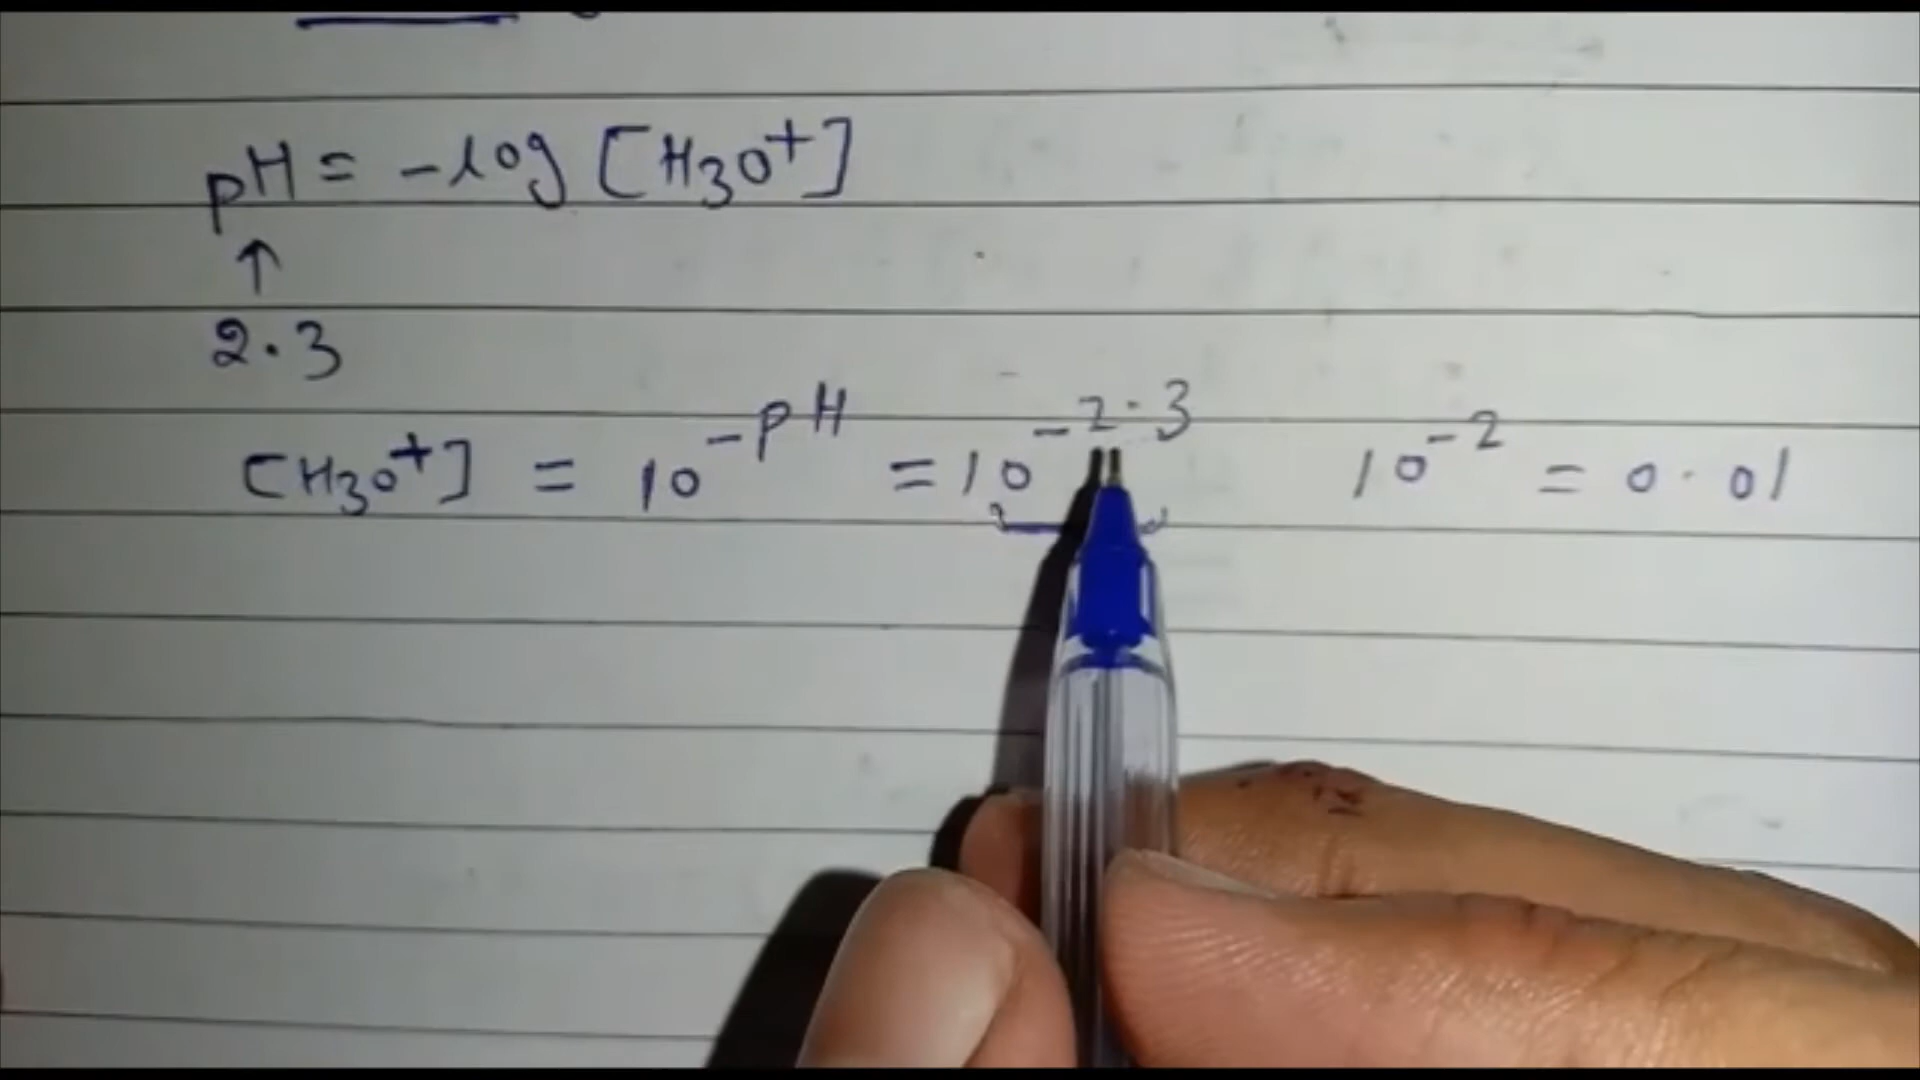 pH = -log [H3O+]
↑
2.3
[H3O+] = 10^-pH = 10^-2.3 10^-2 = 0.01